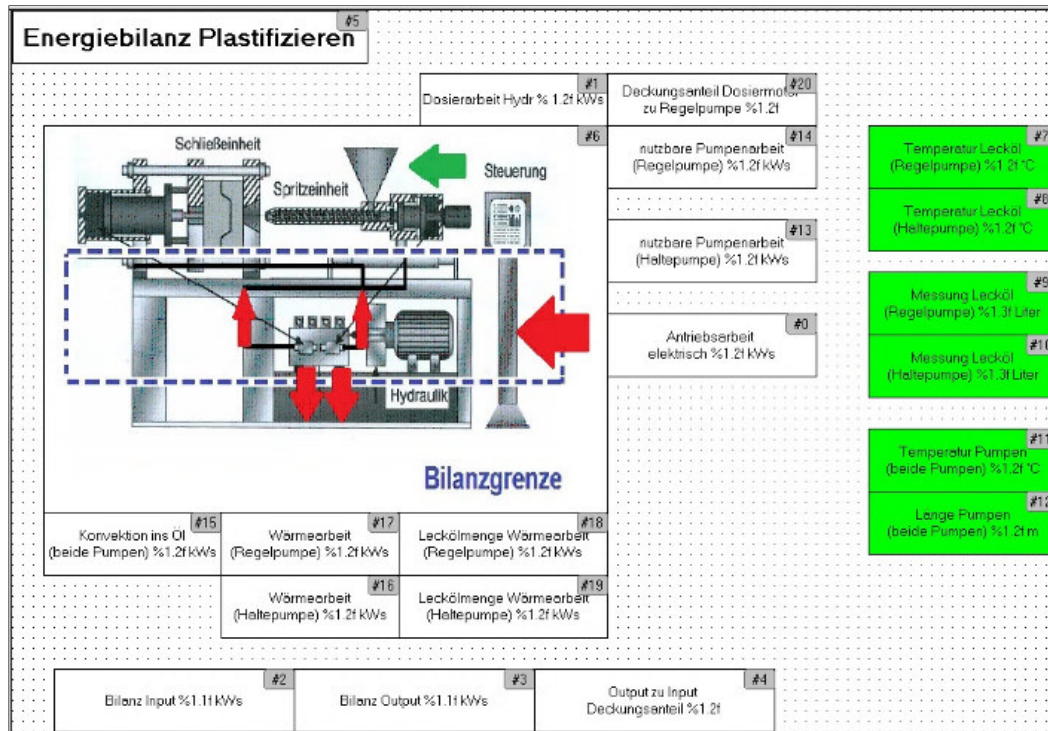 Energiebilanz Plastifizieren
#5
#1
Dosierarbeit Hydr % 1.2f kWs
#20
Deckungsanteil Dosiermotor
zu Regelpumpe %1.2f
#6
Schließeinheit
Spritzeinheit
Steuerung
Hydraulik
Bilanzgrenze
#14
nutzbare Pumpenarbeit
(Regelpumpe) %1.2f kWs
#13
nutzbare Pumpenarbeit
(Haltepumpe) %1.2f kWs
#0
Antriebsarbeit
elektrisch %1.2f kWs
#7
Temperatur Lecköl
(Regelpumpe) %1.2f °C
#8
Temperatur Lecköl
(Haltepumpe) %1.2f °C
#9
Messung Lecköl
(Regelpumpe) %1.3f Liter
#10
Messung Lecköl
(Haltepumpe) %1.3f Liter
#11
Temperatur Pumpen
(beide Pumpen) %1.2f °C
#12
Länge Pumpen
(beide Pumpen) %1.2f m
#15
Konvektion ins Öl
(beide Pumpen) %1.2f kWs
#17
Wärmearbeit
(Regelpumpe) %1.2f kWs
#18
Leckölmenge Wärmearbeit
(Regelpumpe) %1.2f kWs
#16
Wärmearbeit
(Haltepumpe) %1.2f kWs
#19
Leckölmenge Wärmearbeit
(Haltepumpe) %1.2f kWs
#2
Bilanz Input %1.1f kWs
#3
Bilanz Output %1.1f kWs
#4
Output zu Input
Deckungsanteil %1.2f